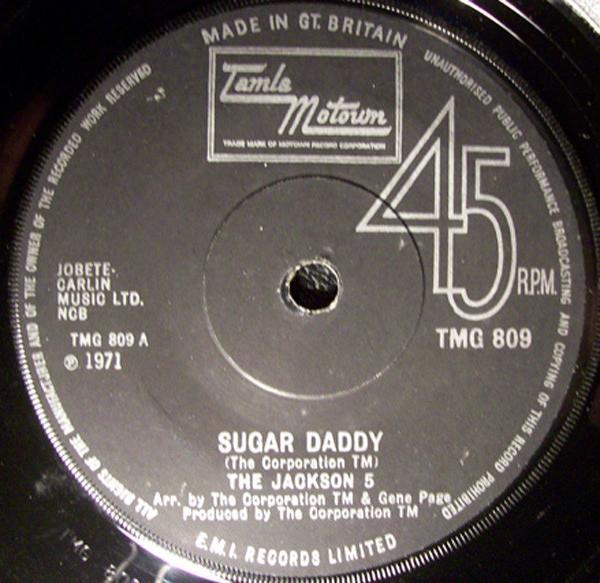 MADE IN GT. BRITAIN
Tamla
Motown
TRADE MARK OF MOTOWN RECORD CORPORATION
45
R.P.M.
JOBETE-
CARLIN
MUSIC LTD.
NCB
TMG 809 A
℗ 1971
TMG 809
SUGAR DADDY
(The Corporation TM)
THE JACKSON 5
Arr. by The Corporation TM & Gene Page
Produced by The Corporation TM
E.M.I. RECORDS LIMITED
ALL RIGHTS OF THE MANUFACTURER AND OF THE OWNER OF THE RECORDED WORK RESERVED
UNAUTHORISED PUBLIC PERFORMANCE BROADCASTING AND COPYING OF THIS RECORD PROHIBITED